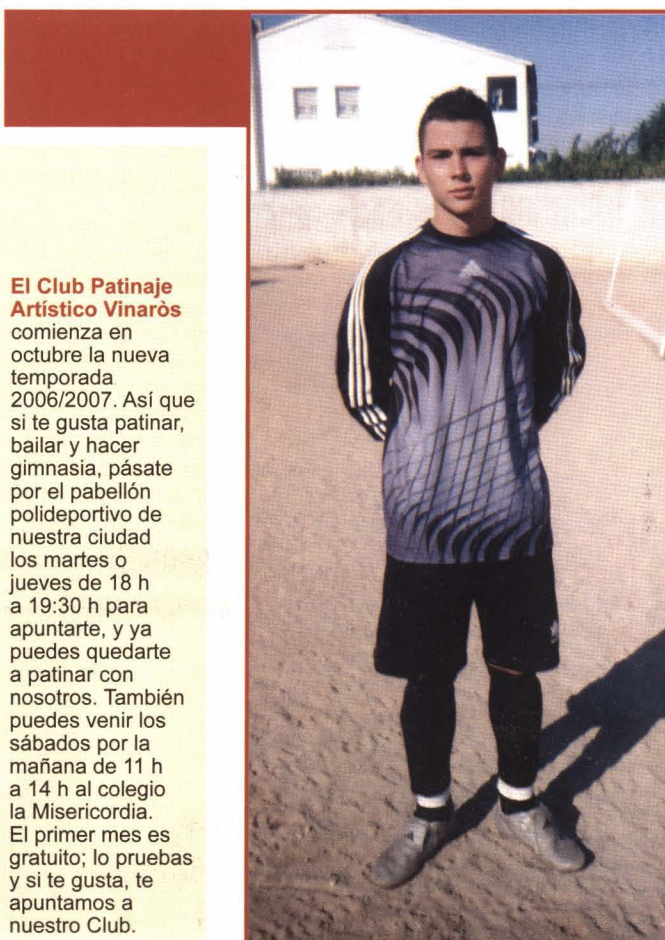 El Club Patinaje
Artístico Vinaròs
comienza en
octubre la nueva
temporada
2006/2007. Así que
si te gusta patinar,
bailar y hacer
gimnasia, pásate
por el pabellón
polideportivo de
nuestra ciudad
los martes o
jueves de 18 h
a 19:30 h para
apuntarte, y ya
puedes quedarte
a patinar con
nosotros. También
puedes venir los
sábados por la
mañana de 11 h
a 14 h al colegio
la Misericordia.
El primer mes es
gratuito; lo pruebas
y si te gusta, te
apuntamos a
nuestro Club.